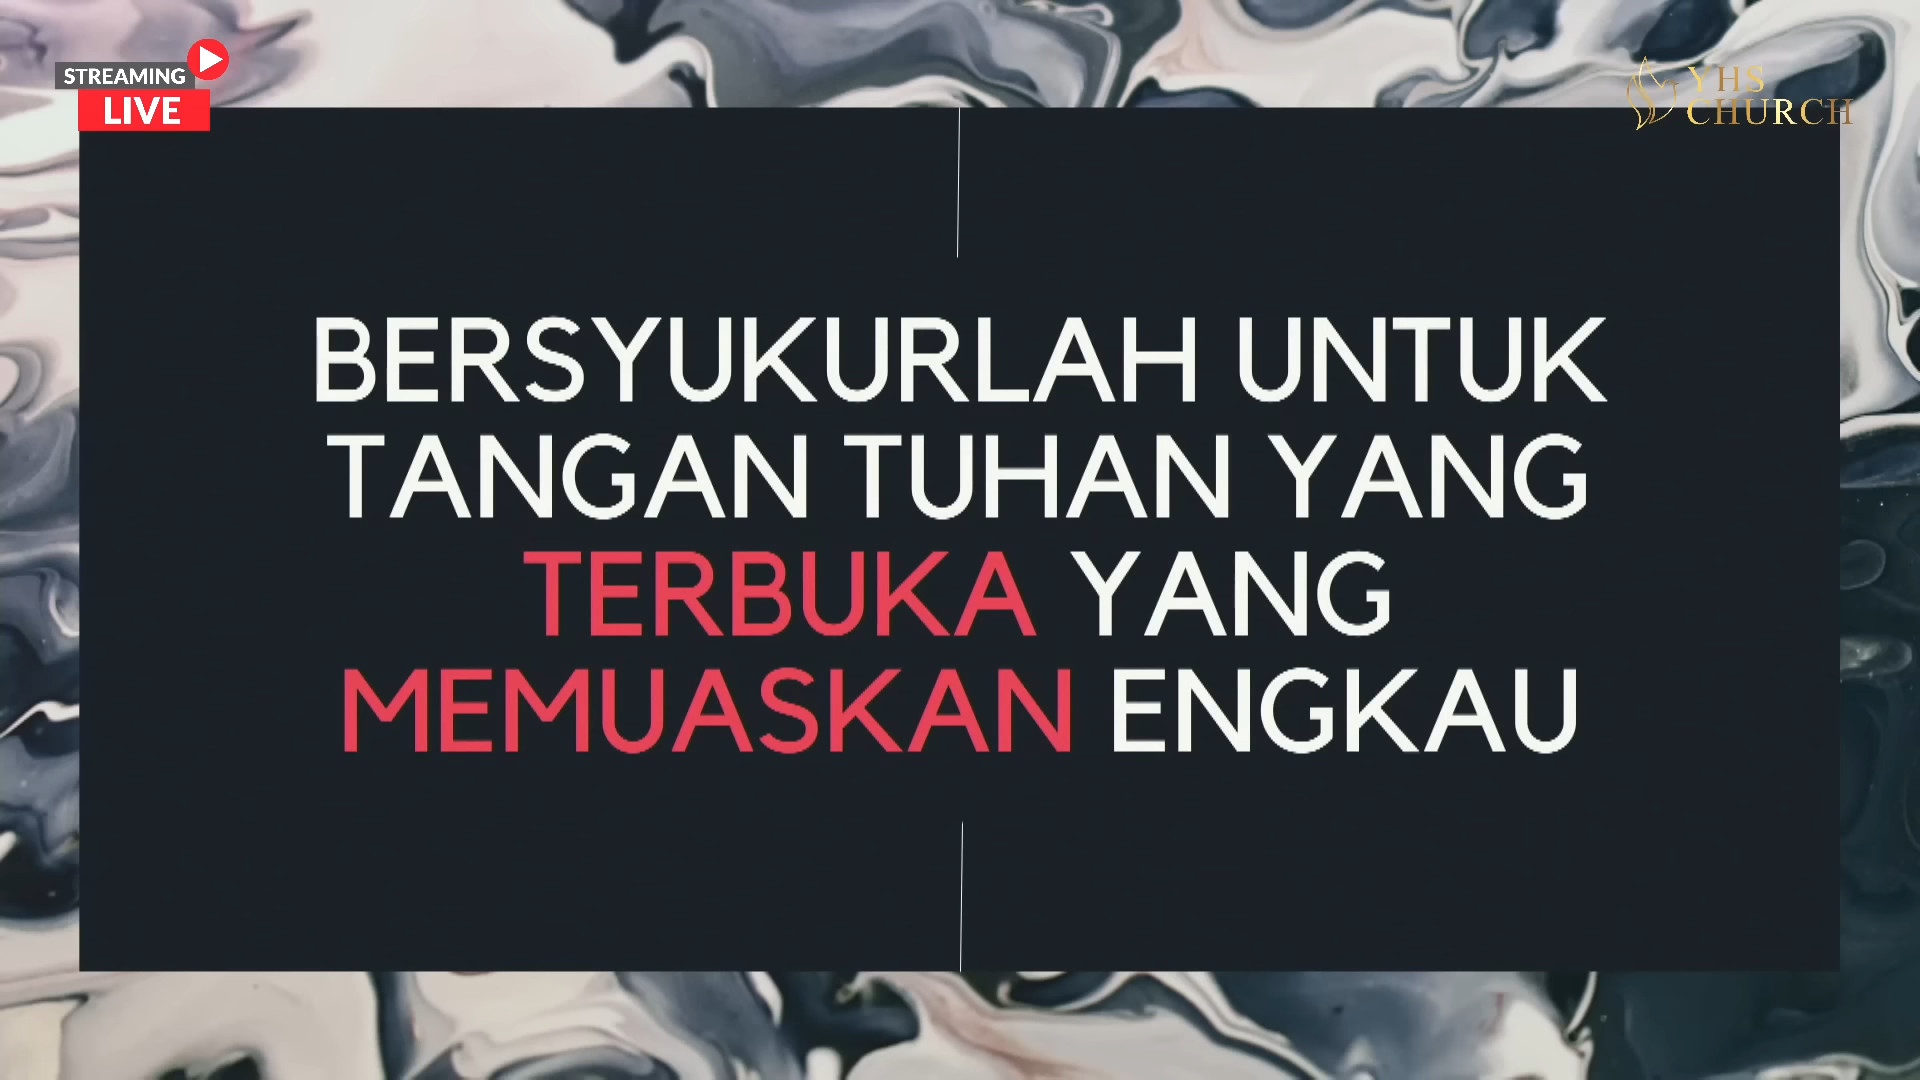 STREAMING
LIVE
YHS
CHURCH
BERSYUKURLAH UNTUK
TANGAN TUHAN YANG
TERBUKA YANG
MEMUASKAN ENGKAU